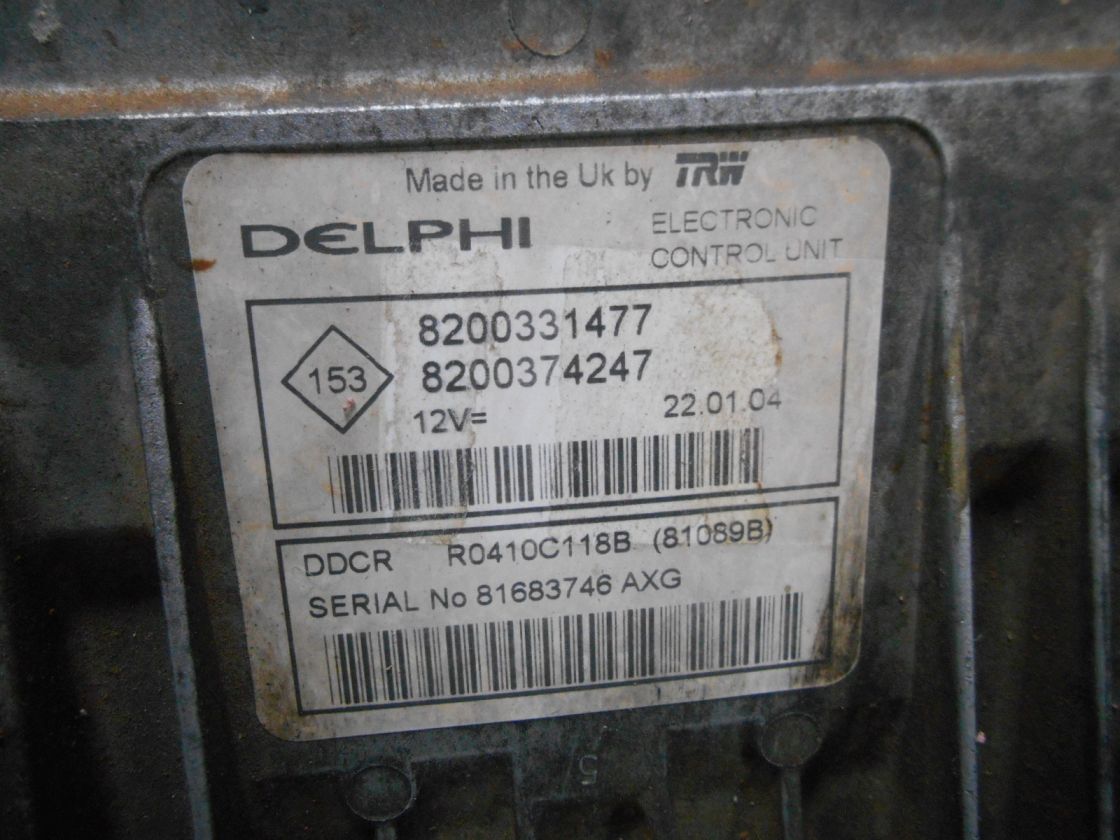 Made in the Uk by TRW
DELPHI
ELECTRONIC
CONTROL UNIT
8200331477
153
8200374247
12V=
22.01.04
DDCR R0410C118B (81089B)
SERIAL No 81683746 AXG
5